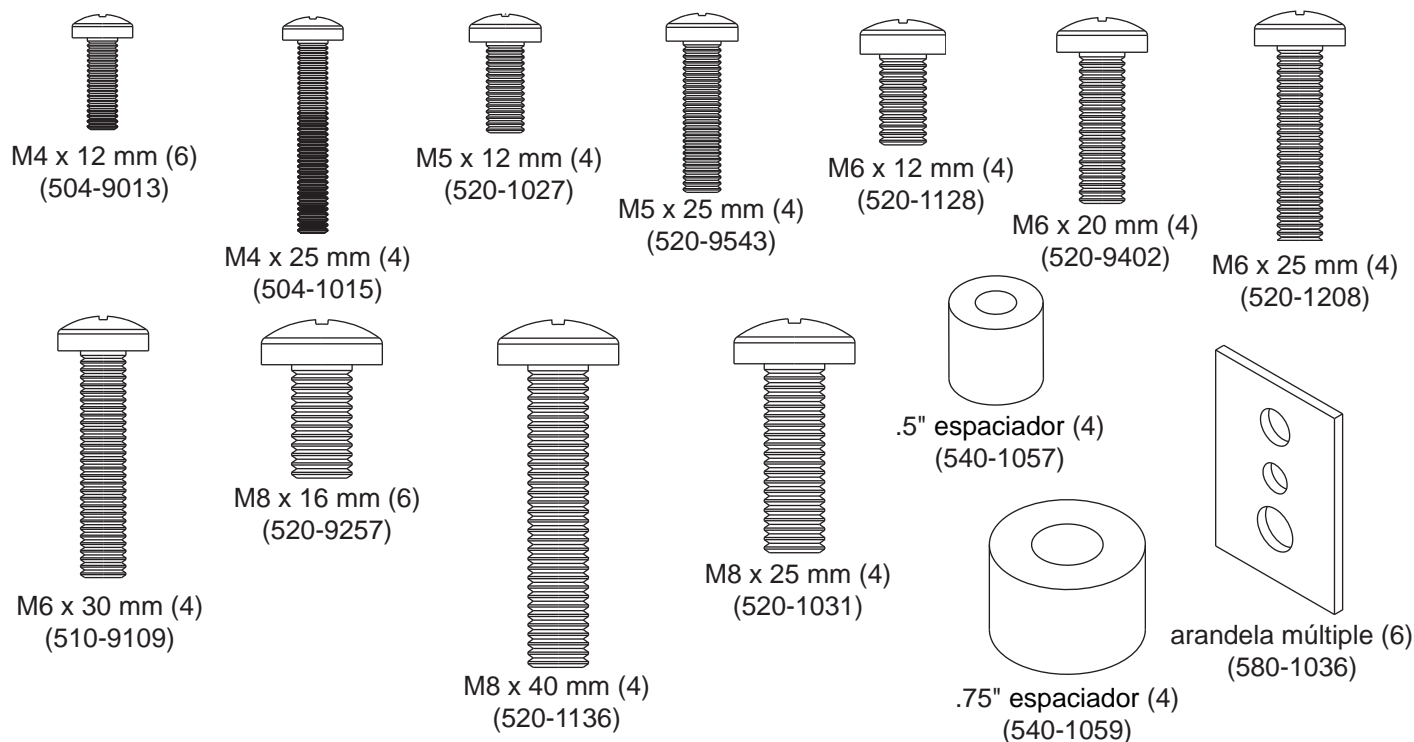 M4 x 12 mm (6)
(504-9013)
M4 x 25 mm (4)
(504-1015)
M5 x 12 mm (4)
(520-1027)
M5 x 25 mm (4)
(520-9543)
M6 x 12 mm (4)
(520-1128)
M6 x 20 mm (4)
(520-9402)
M6 x 25 mm (4)
(520-1208)
M6 x 30 mm (4)
(510-9109)
M8 x 16 mm (6)
(520-9257)
M8 x 40 mm (4)
(520-1136)
M8 x 25 mm (4)
(520-1031)
.5" espaciador (4)
(540-1057)
.75" espaciador (4)
(540-1059)
arandela múltiple (6)
(580-1036)